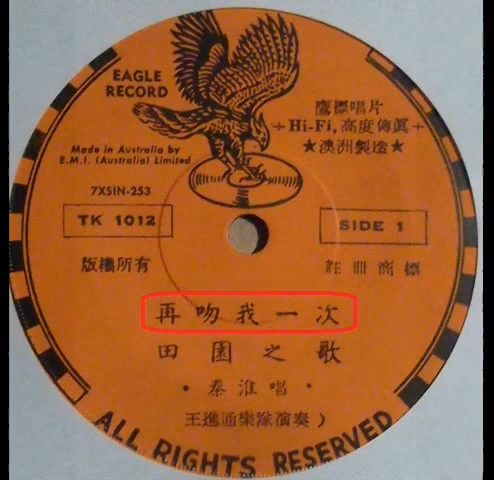 EAGLE
RECORD
鷹標唱片
Hi-Fi, 高度傳眞
★澳洲製造★
Made in Australia by
E.M.I. (Australia) Limited
7XSIN-253
TK 1012
SIDE 1
版權所有
註冊商標
再吻我一次
田園之歌
·秦淮唱·
王進通樂隊演奏)
ALL RIGHTS RESERVED